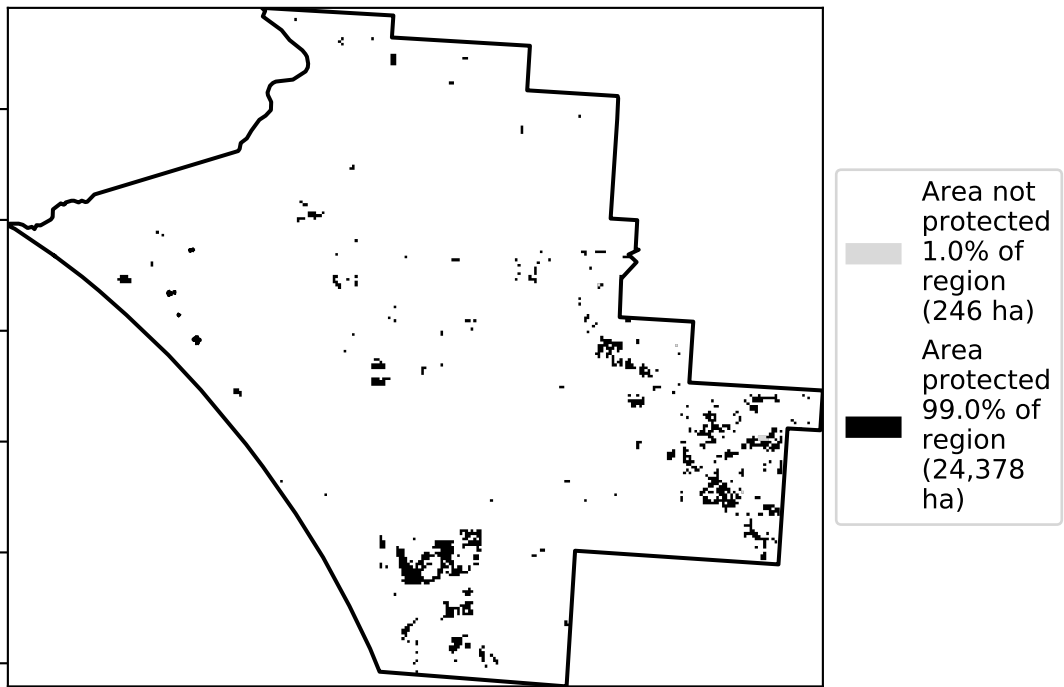 Area not
protected
1.0% of
region
(246 ha)
Area
protected
99.0% of
region
(24,378
ha)